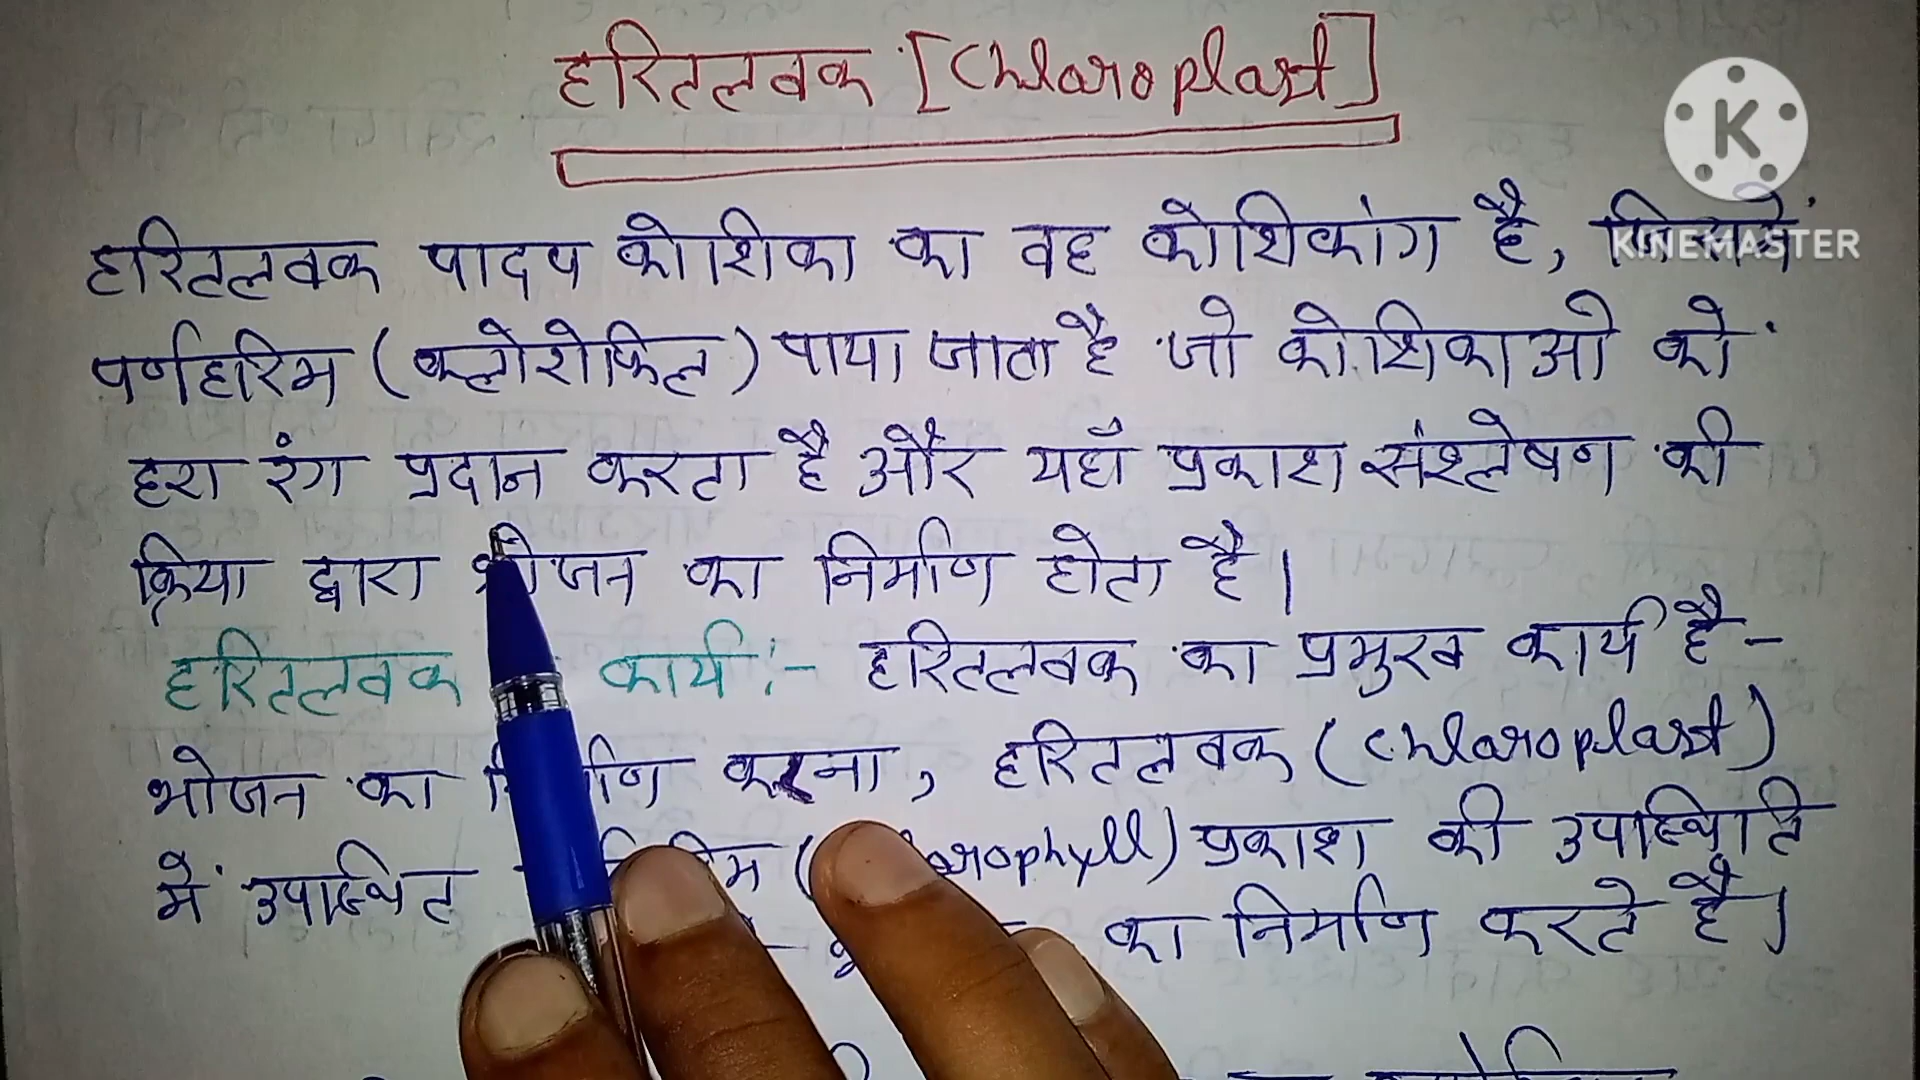 हरितलवक [Chloroplast]
K
KINEMASTER
हरितलवक पादप कोशिका का वह कोशिकांग है,
पर्णहरिम (क्लोरोफिल) पाया जाता है जो कोशिकाओ को
हरा रंग प्रदान करता है और यहाँ प्रकाश संश्लेषण की
क्रिया द्वारा भोजन का निर्माण होता है।
हरितलवक कार्य :- हरितलवक का प्रमुख कार्य है-
भोजन का करना, हरितलवक (Chloroplast)
में उपस्थित प्रकाश की उपस्थिति
का निर्माण करते है।